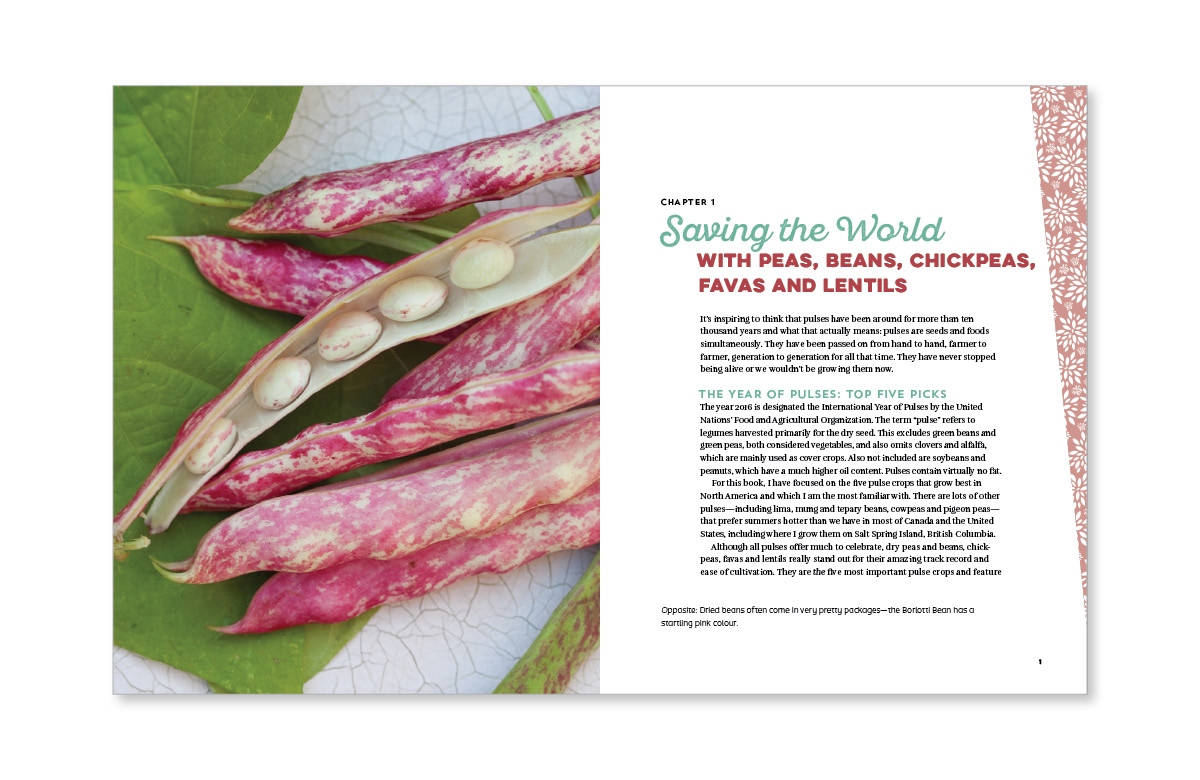 CHAPTER 1
Saving the World
WITH PEAS, BEANS, CHICKPEAS,
FAVAS AND LENTILS
It's inspiring to think that pulses have been around for more than ten
thousand years and what that actually means: pulses are seeds and foods
simultaneously. They have been passed on from hand to hand, farmer to
farmer, generation to generation for all that time. They have never stopped
being alive or we wouldn't be growing them now.
THE YEAR OF PULSES: TOP FIVE PICKS
The year 2016 is designated the International Year of Pulses by the United
Nations' Food and Agricultural Organization. The term "pulse" refers to
legumes harvested primarily for the dry seed. This excludes green beans and
green peas, both considered vegetables, and also omits clovers and alfalfa,
which are mainly used as cover crops. Also not included are soybeans and
peanuts, which have a much higher oil content. Pulses contain virtually no fat.
For this book, I have focused on the five pulse crops that grow best in
North America and which I am the most familiar with. There are lots of other
pulses—including lima, mung and tepary beans, cowpeas and pigeon peas—
that prefer summers hotter than we have in most of Canada and the United
States, including where I grow them on Salt Spring Island, British Columbia.
Although all pulses offer much to celebrate, dry peas and beans, chick-
peas, favas and lentils really stand out for their amazing track record and
ease of cultivation. They are the five most important pulse crops and feature
Opposite: Dried beans often come in very pretty packages—the Borlotti Bean has a
startling pink colour.
1